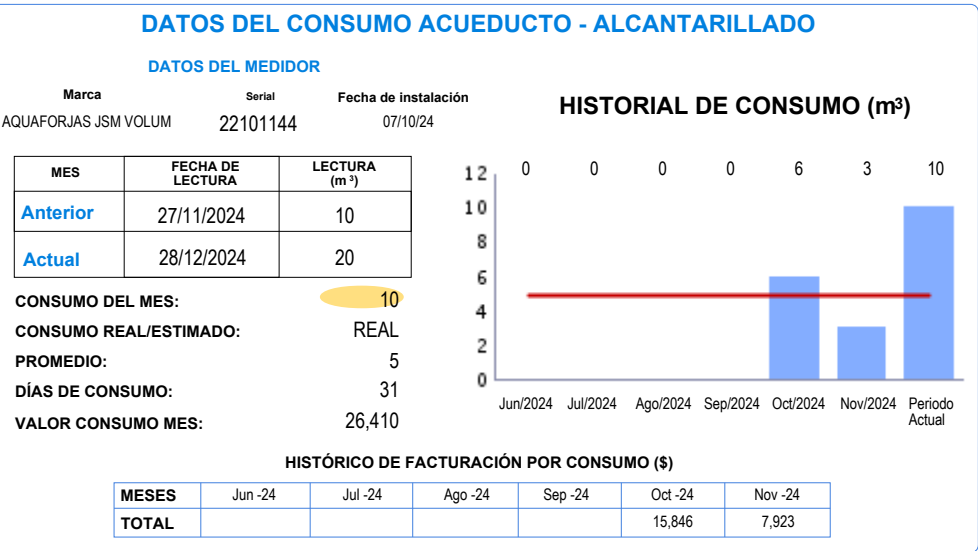 DATOS DEL CONSUMO ACUEDUCTO - ALCANTARILLADO
DATOS DEL MEDIDOR
Marca Serial Fecha de instalación
AQUAFORJAS JSM VOLUM 22101144 07/10/24
MES FECHA DE LECTURA LECTURA (m³)
Anterior 27/11/2024 10
Actual 28/12/2024 20
CONSUMO DEL MES: 10
CONSUMO REAL/ESTIMADO: REAL
PROMEDIO: 5
DÍAS DE CONSUMO: 31
VALOR CONSUMO MES: 26,410
HISTORIAL DE CONSUMO (m³)
0 0 0 0 6 3 10
12
10
8
6
4
2
0
Jun/2024 Jul/2024 Ago/2024 Sep/2024 Oct/2024 Nov/2024 Periodo Actual
HISTÓRICO DE FACTURACIÓN POR CONSUMO ($)
MESES Jun -24 Jul -24 Ago -24 Sep -24 Oct -24 Nov -24
TOTAL 15,846 7,923